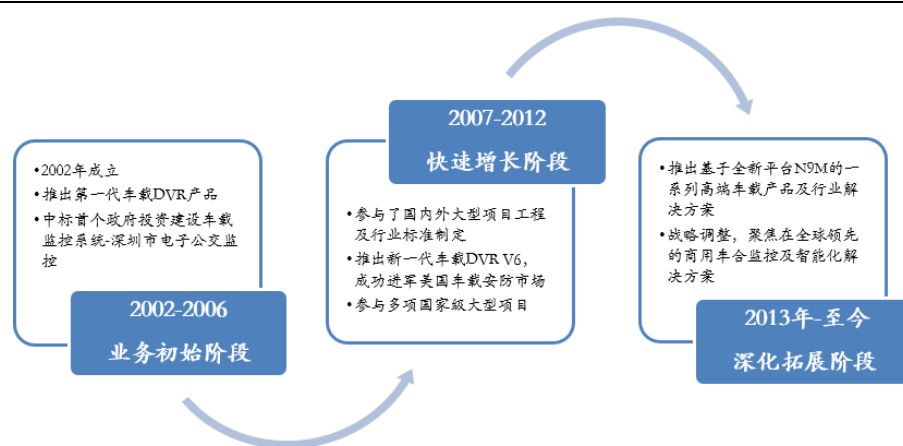 •2002年成立
•推出第一代车载DVR产品
•中标首个政府投资建设车载
监控系统-深圳市电子公交监
控
2002-2006
业务初始阶段
2007-2012
快速增长阶段
•参与了国内外大型项目工程
及行业标准制定
•推出新一代车载DVR V6，
成功进军美国车载安防市场
•参与多项国家级大型项目
•推出基于全新平台N9M的一
系列高端车载产品及行业解
决方案
•战略调整，聚焦在全球领先
的商用车合监控及智能化解
决方案
2013年-至今
深化拓展阶段